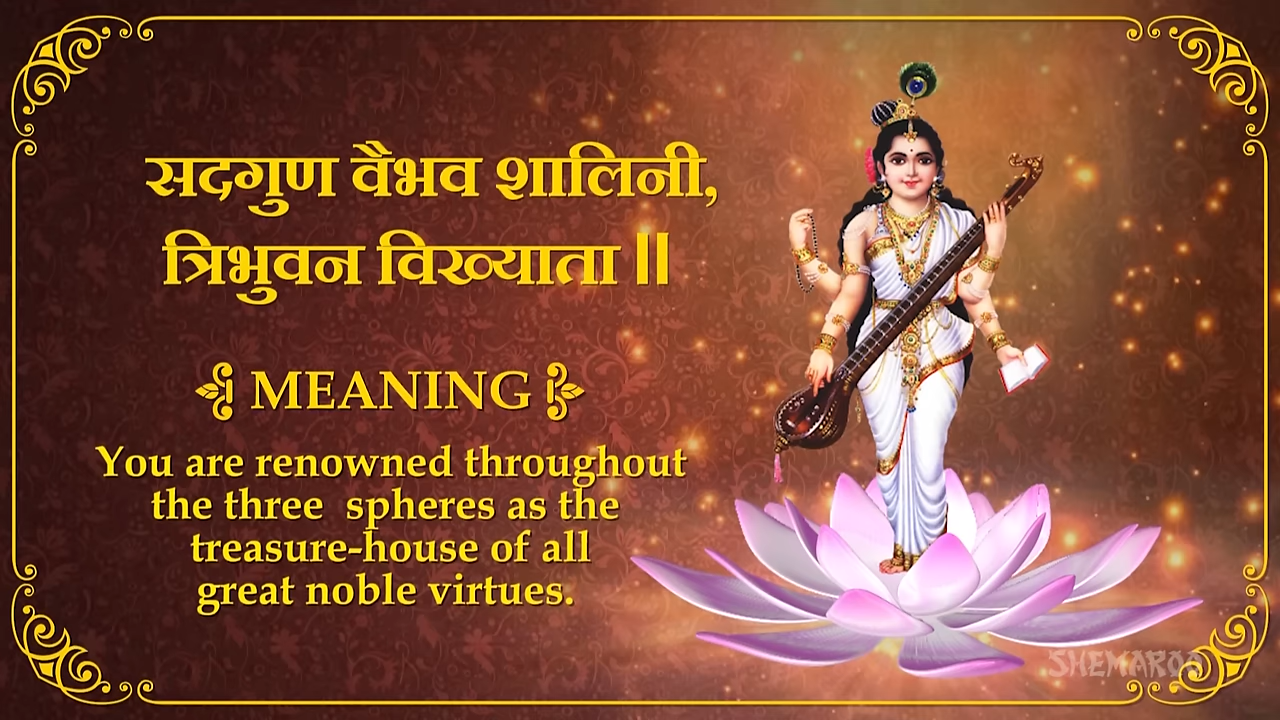 सदगुण वैभव शालिनी,
त्रिभुवन विख्याता ||
MEANING
You are renowned throughout
the three spheres as the
treasure-house of all
great noble virtues.
SHEMAROO